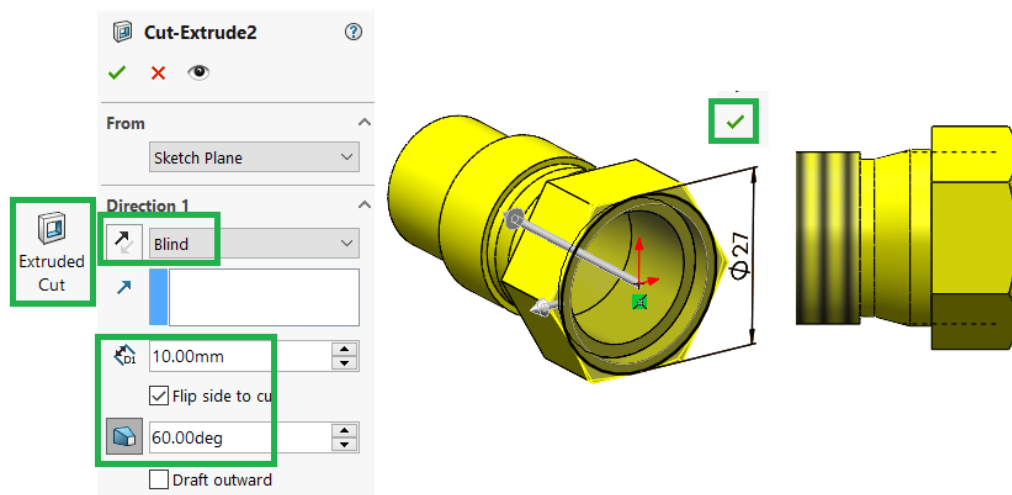 Cut-Extrude2
?
From
Sketch Plane
Direction 1
Blind
Extruded
Cut
D1
10.00mm
Flip side to cu
60.00deg
Draft outward
Φ27